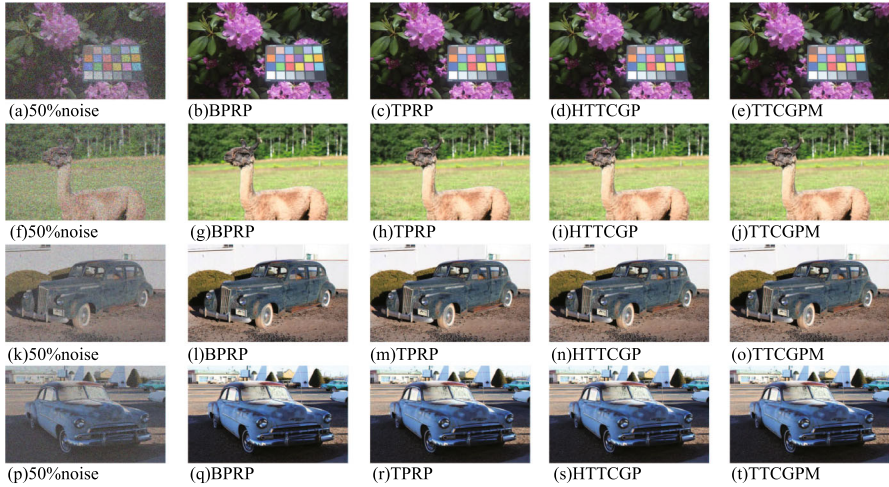 (a)50%noise (b)BPRP (c)TPRP (d)HTTCGP (e)TTCGPM
(f)50%noise (g)BPRP (h)TPRP (i)HTTCGP (j)TTCGPM
(k)50%noise (l)BPRP (m)TPRP (n)HTTCGP (o)TTCGPM
(p)50%noise (q)BPRP (r)TPRP (s)HTTCGP (t)TTCGPM